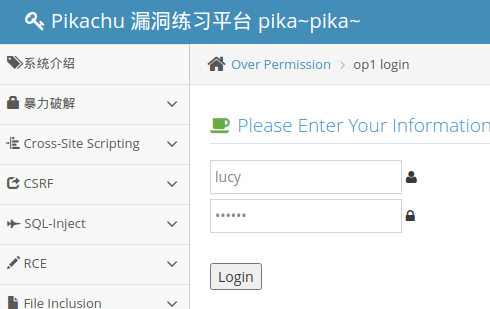 Pikachu 漏洞练习平台 pika~pika~
系统介绍
暴力破解
Cross-Site Scripting
CSRF
SQL-Inject
RCE
File Inclusion
Over Permission > op1 login
Please Enter Your Information
lucy
••••••
Login